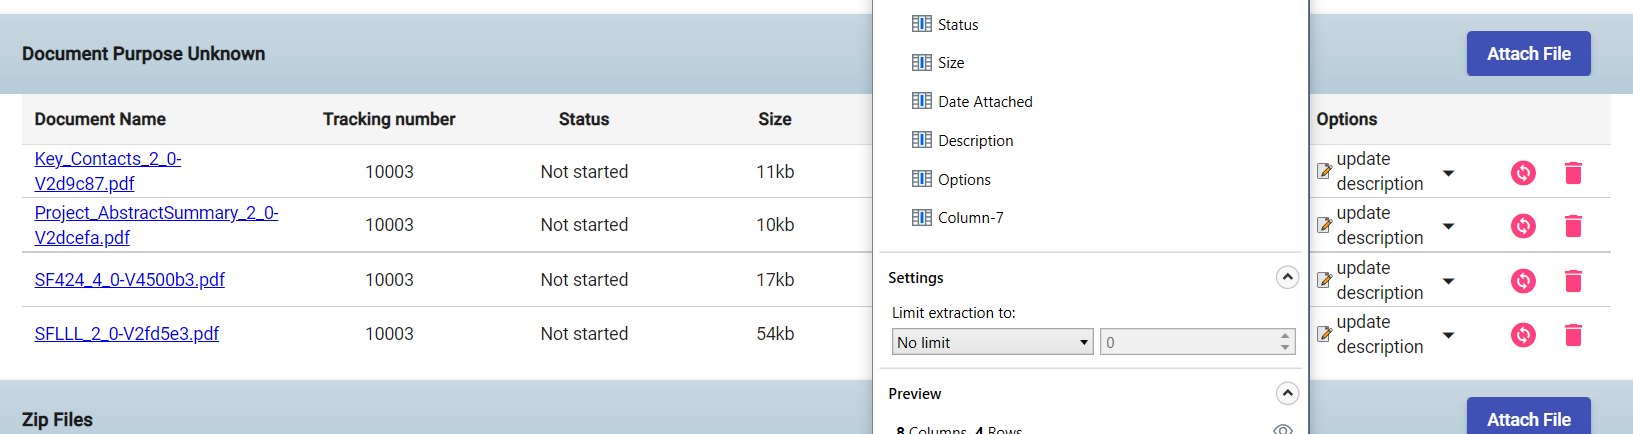 Status
Size
Date Attached
Description
Options
Column-7
Settings
Limit extraction to:
No limit 0
Preview
8 Columns, 4 Rows
Document Purpose Unknown
Attach File
Document Name Tracking number Status Size Options
Key_Contacts_2_0-
V2d9c87.pdf 10003 Not started 11kb update
description
Project_AbstractSummary_2_0-
V2dcefa.pdf 10003 Not started 10kb update
description
SF424_4_0-V4500b3.pdf 10003 Not started 17kb update
description
SFLLL_2_0-V2fd5e3.pdf 10003 Not started 54kb update
description
Zip Files
Attach File